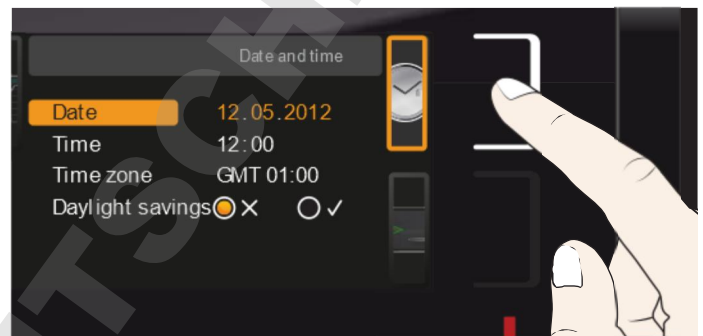 Date and time
Date 12.05.2012
Time 12:00
Time zone GMT 01:00
Daylight savings